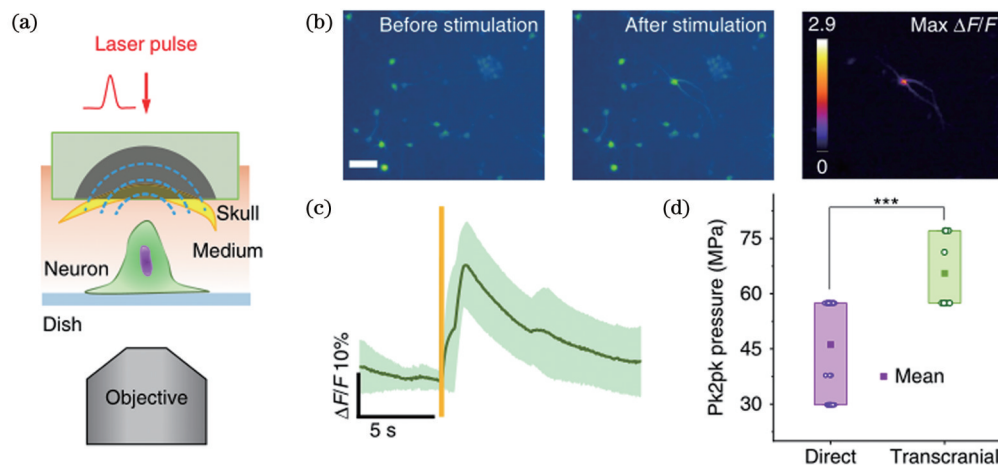 (a)
Laser pulse
Skull
Medium
Neuron
Dish
Objective
(b)
Before stimulation
After stimulation
2.9
Max ΔF/F
0
(c)
ΔF/F 10%
5 s
(d)
Pk2pk pressure (MPa)
75
60
45
30
***
Mean
Direct
Transcranial